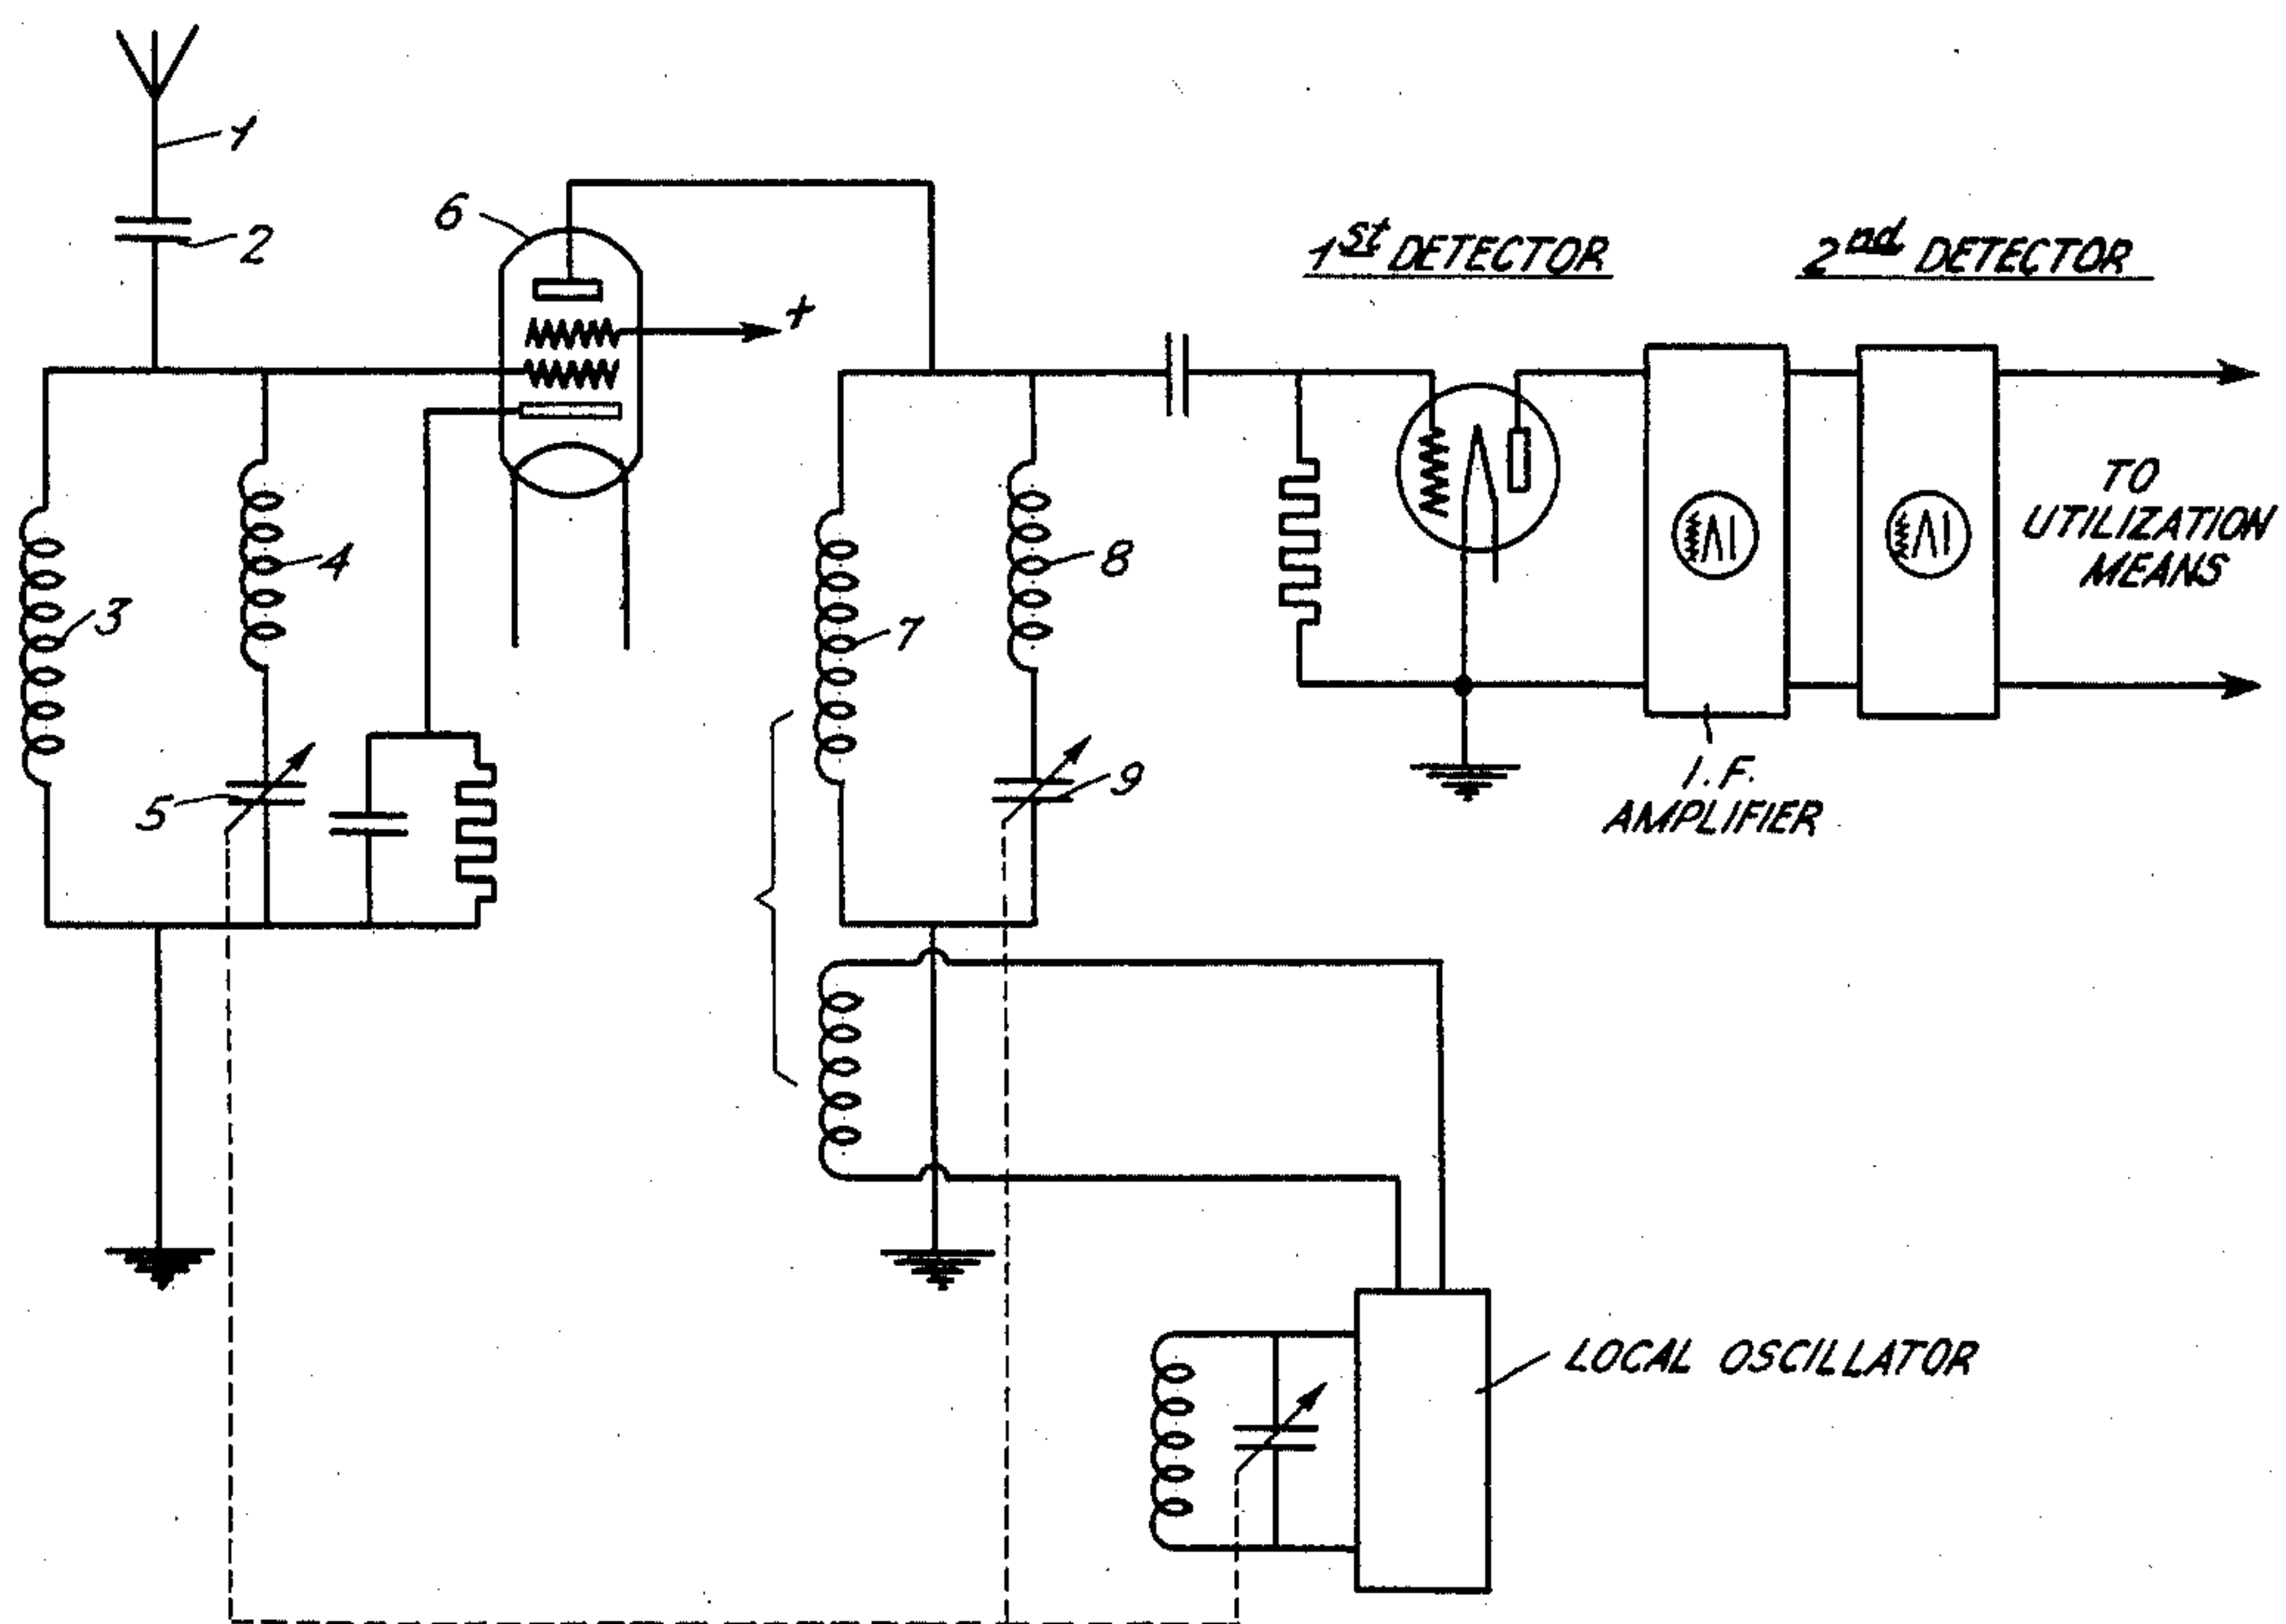 1
2
6
+
1st DETECTOR
2nd DETECTOR
3
4
5
7
8
9
TO
UTILIZATION
MEANS
I.F.
AMPLIFIER
LOCAL OSCILLATOR